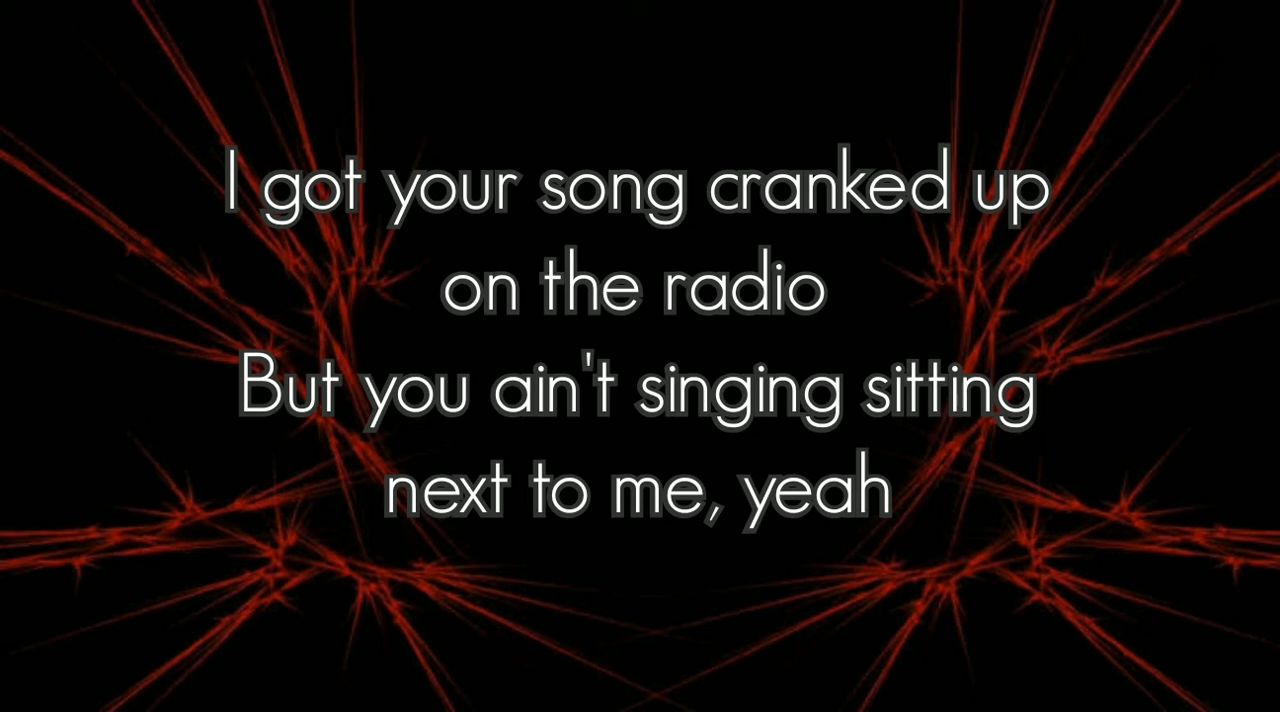 I got your song cranked up
on the radio
But you ain't singing sitting
next to me, yeah